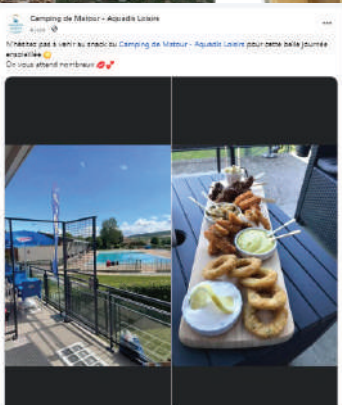 Camping de Matour - Aquadis Loisirs
N'hésitez pas à venir au snack du Camping de Matour - Aquadis Loisirs pour cette belle journée
ensoleillée
On vous attend nombreux